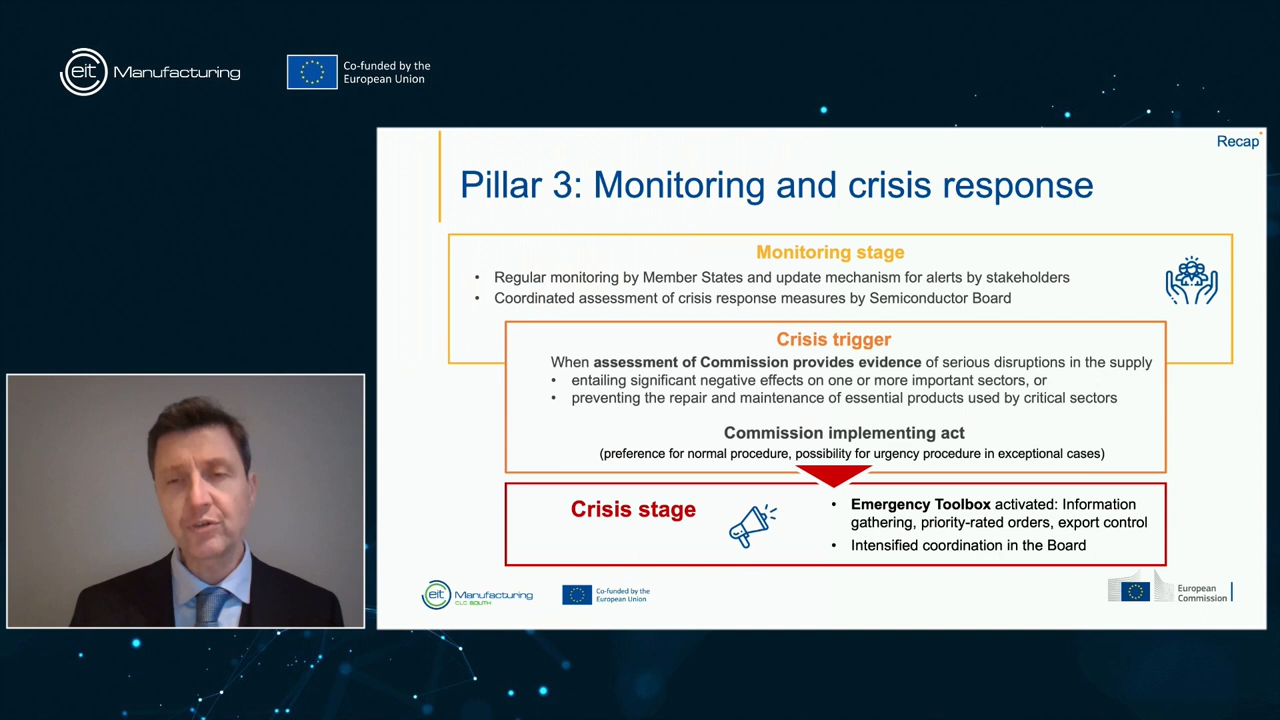 eit Manufacturing
Co-funded by the
European Union
Recap
Pillar 3: Monitoring and crisis response
Monitoring stage
• Regular monitoring by Member States and update mechanism for alerts by stakeholders
• Coordinated assessment of crisis response measures by Semiconductor Board
Crisis trigger
When assessment of Commission provides evidence of serious disruptions in the supply
• entailing significant negative effects on one or more important sectors, or
• preventing the repair and maintenance of essential products used by critical sectors
Commission implementing act
(preference for normal procedure, possibility for urgency procedure in exceptional cases)
Crisis stage
• Emergency Toolbox activated: Information
gathering, priority-rated orders, export control
• Intensified coordination in the Board
eit Manufacturing
CLC SOUTH
Co-funded by the
European Union
European
Commission